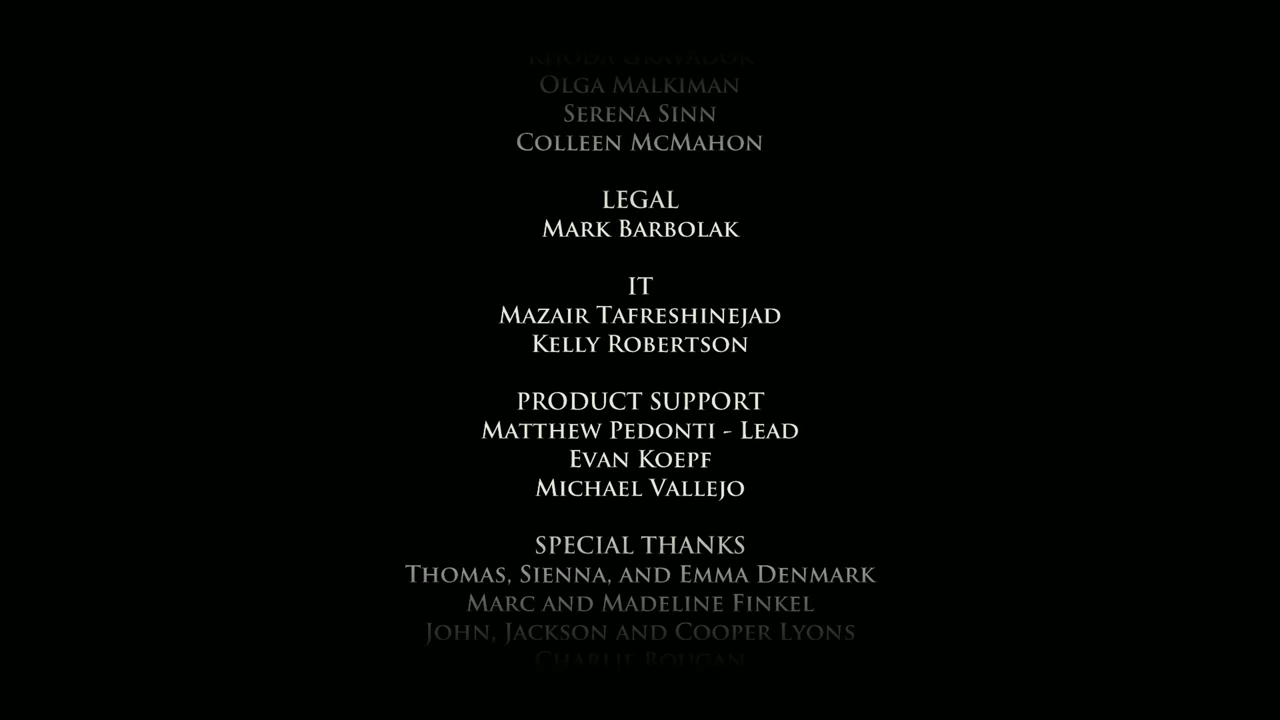 Olga Malkiman
Serena Sinn
Colleen McMahon
LEGAL
Mark Barbolak
IT
Mazair Tafreshinejad
Kelly Robertson
PRODUCT SUPPORT
Matthew Pedonti - Lead
Evan Koepf
Michael Vallejo
SPECIAL THANKS
Thomas, Sienna, and Emma Denmark
Marc and Madeline Finkel
John, Jackson and Cooper Lyons